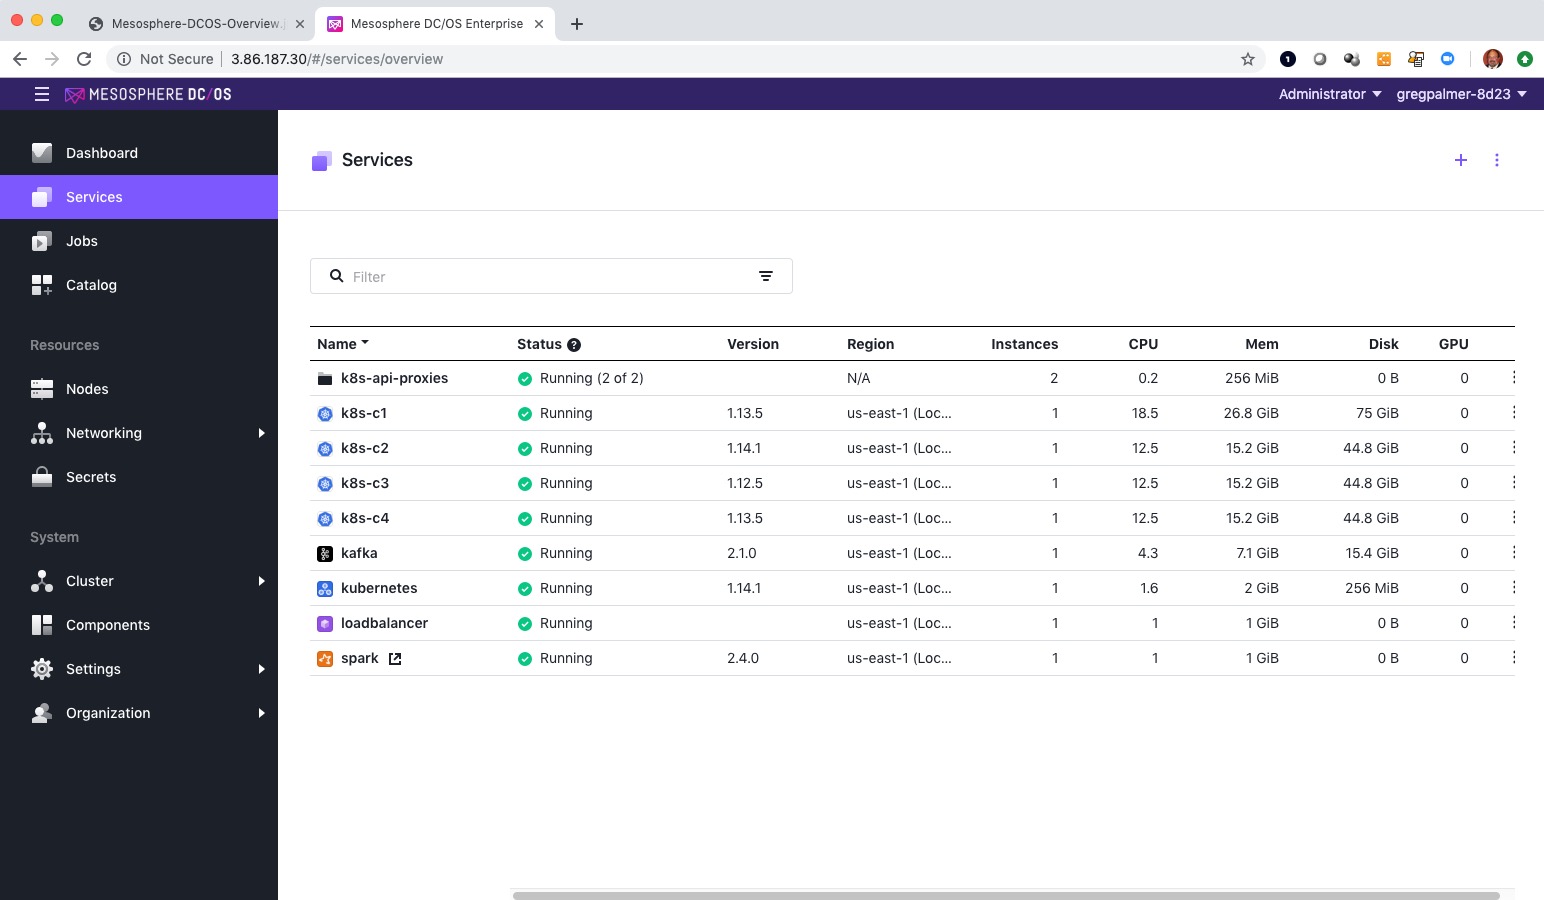 Mesosphere-DCOS-Overview.
Mesosphere DC/OS Enterprise
Not Secure 3.86.187.30/#/services/overview
MESOSPHERE DC/OS
Administrator
gregpalmer-8d23
Dashboard
Services
Jobs
Catalog
Resources
Nodes
Networking
Secrets
System
Cluster
Components
Settings
Organization
Services
Filter
Name Status Version Region Instances CPU Mem Disk GPU
k8s-api-proxies Running (2 of 2) N/A 2 0.2 256 MiB 0 B 0
k8s-c1 Running 1.13.5 us-east-1 (Loc... 1 18.5 26.8 GiB 75 GiB 0
k8s-c2 Running 1.14.1 us-east-1 (Loc... 1 12.5 15.2 GiB 44.8 GiB 0
k8s-c3 Running 1.12.5 us-east-1 (Loc... 1 12.5 15.2 GiB 44.8 GiB 0
k8s-c4 Running 1.13.5 us-east-1 (Loc... 1 12.5 15.2 GiB 44.8 GiB 0
kafka Running 2.1.0 us-east-1 (Loc... 1 4.3 7.1 GiB 15.4 GiB 0
kubernetes Running 1.14.1 us-east-1 (Loc... 1 1.6 2 GiB 256 MiB 0
loadbalancer Running us-east-1 (Loc... 1 1 1 GiB 0 B 0
spark Running 2.4.0 us-east-1 (Loc... 1 1 1 GiB 0 B 0